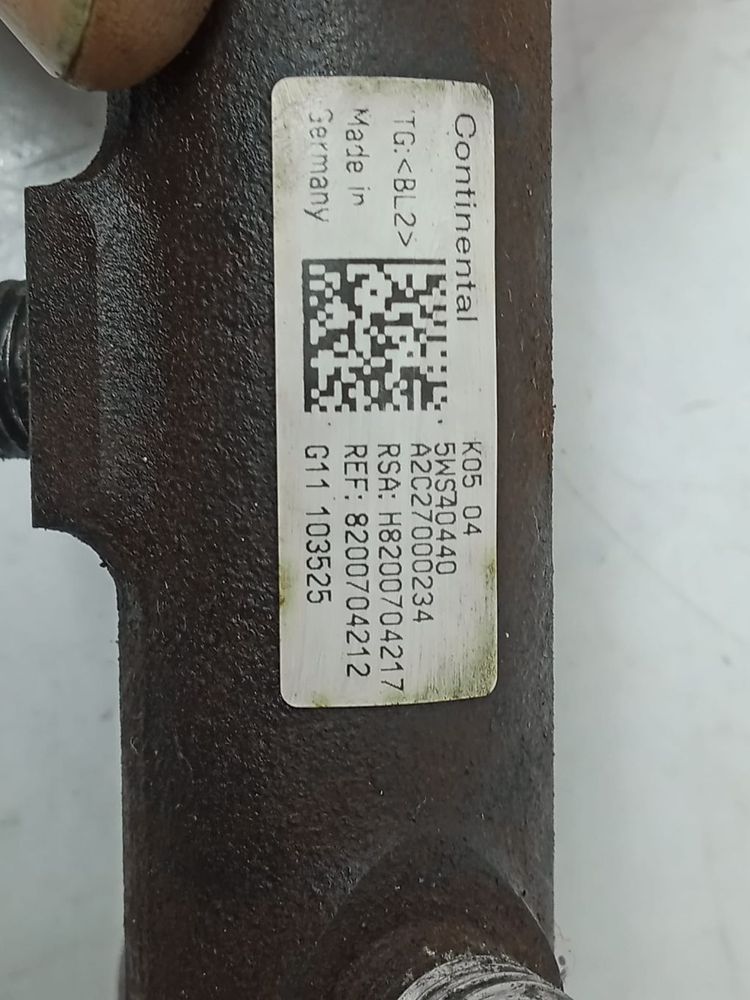 Continental
TG:<BL2>
Made in
Germany
K05 04
5WS40440
A2C27000234
RSA: H8200704217
REF: 8200704212
G11 103525